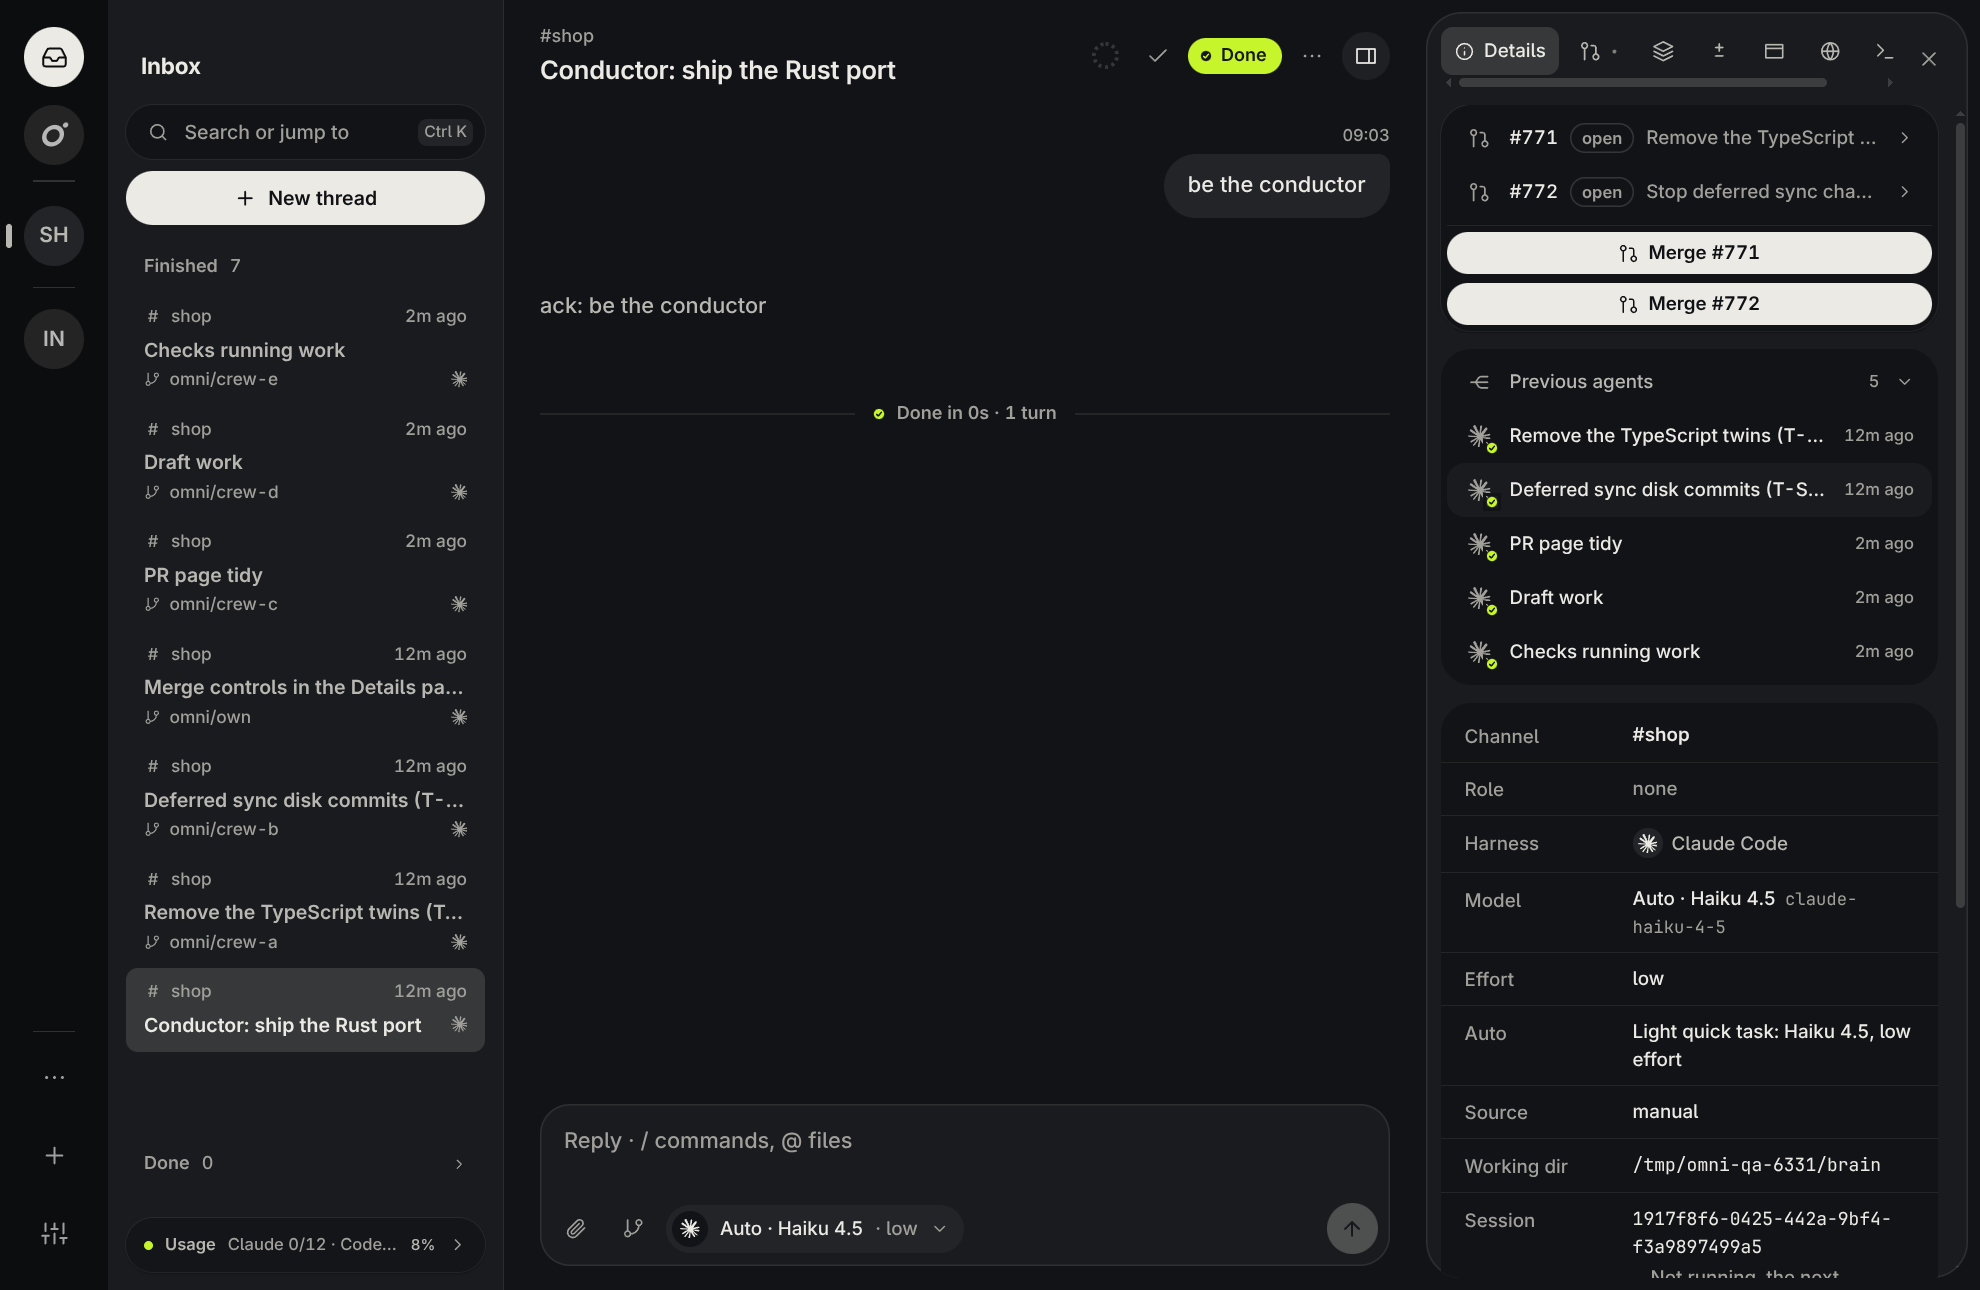 SH
IN
Inbox
Search or jump to
Ctrl K
New thread
Finished 7
# shop 2m ago
Checks running work
omni/crew-e
# shop 2m ago
Draft work
omni/crew-d
# shop 2m ago
PR page tidy
omni/crew-c
# shop 12m ago
Merge controls in the Details pa...
omni/own
# shop 12m ago
Deferred sync disk commits (T-...
omni/crew-b
# shop 12m ago
Remove the TypeScript twins (T...
omni/crew-a
# shop 12m ago
Conductor: ship the Rust port
Done 0
Usage Claude 0/12 · Code... 8%
#shop
Conductor: ship the Rust port
Done
09:03
be the conductor
ack: be the conductor
Done in 0s · 1 turn
Reply · / commands, @ files
Auto · Haiku 4.5 · low
Details
#771 open Remove the TypeScript ...
#772 open Stop deferred sync cha...
Merge #771
Merge #772
Previous agents 5
Remove the TypeScript twins (T-... 12m ago
Deferred sync disk commits (T-S... 12m ago
PR page tidy 2m ago
Draft work 2m ago
Checks running work 2m ago
Channel #shop
Role none
Harness Claude Code
Model Auto · Haiku 4.5 claude-
haiku-4-5
Effort low
Auto Light quick task: Haiku 4.5, low
effort
Source manual
Working dir /tmp/omni-qa-6331/brain
Session 1917f8f6-0425-442a-9bf4-
f3a9897499a5
Not running, the next